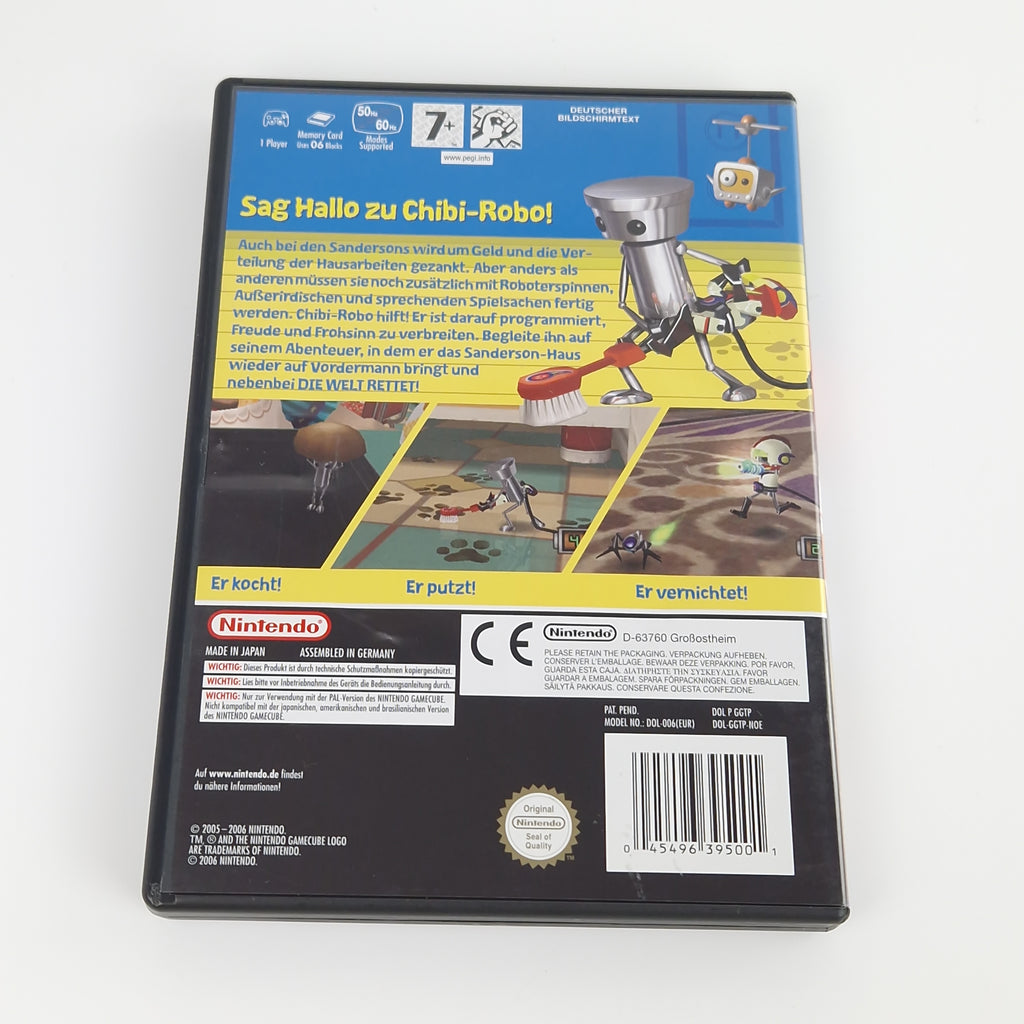 1 Player
Memory Card
Uses 06 Blocks
50Hz
60Hz
Modes
Supported
7+
www.pegi.info
DEUTSCHER
BILDSCHIRMTEXT
Sag Hallo zu Chibi-Robo!
Auch bei den Sandersons wird um Geld und die Ver-
teilung der Hausarbeiten gezankt. Aber anders als
anderen müssen sie noch zusätzlich mit Roboterspinnen,
Außerirdischen und sprechenden Spielsachen fertig
werden. Chibi-Robo hilft! Er ist darauf programmiert,
Freude und Frohsinn zu verbreiten. Begleite ihn auf
seinem Abenteuer, in dem er das Sanderson-Haus
wieder auf Vordermann bringt und
nebenbei DIE WELT RETTET!
Er kocht!
Er putzt!
Er vernichtet!
Nintendo
MADE IN JAPAN ASSEMBLED IN GERMANY
WICHTIG: Dieses Produkt ist durch technische Schutzmaßnahmen kopiergeschützt.
WICHTIG: Lies bitte vor Inbetriebnahme des Geräts die Bedienungsanleitung durch.
WICHTIG: Nur zur Verwendung mit der PAL-Version des NINTENDO GAMECUBE.
Nicht kompatibel mit der japanischen, amerikanischen und brasilianischen Version
des NINTENDO GAMECUBE.
CE Nintendo D-63760 Großostheim
PLEASE RETAIN THE PACKAGING. VERPACKUNG AUFHEBEN.
CONSERVER L'EMBALLAGE. BEWAAR DEZE VERPAKKING. POR FAVOR,
GUARDA ESTA CAJA. ΔΙΑΤΗΡΗΣΤΕ ΤΗΝ ΣΥΣΚΕΥΑΣΙΑ. FAVOR
GUARDAR A EMBALAGEM. SPARA FÖRPACKNINGEN. GEM EMBALLAGEN.
SÄILYTÄ PAKKAUS. CONSERVARE QUESTA CONFEZIONE.
PAT. PEND. DOL P GGTP
MODEL NO.: DOL-006(EUR) DOL-GGTP-NOE
Auf www.nintendo.de findest
du nähere Informationen!
© 2005 – 2006 NINTENDO.
TM, ® AND THE NINTENDO GAMECUBE LOGO
ARE TRADEMARKS OF NINTENDO.
© 2006 NINTENDO.
Original
Nintendo
Seal of
Quality
TM
0 45496 39500 1